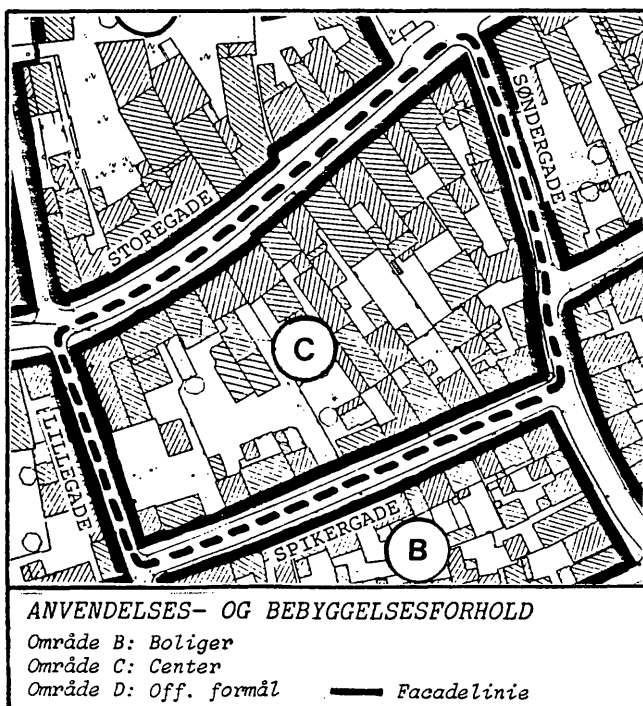 SØNDERGADE
STOREGADE
C
LILLEGADE
SPIKERGADE
B
ANVENDELSES- OG BEBYGGELSESFORHOLD
Område B: Boliger
Område C: Center
Område D: Off. formål
Facadelinie